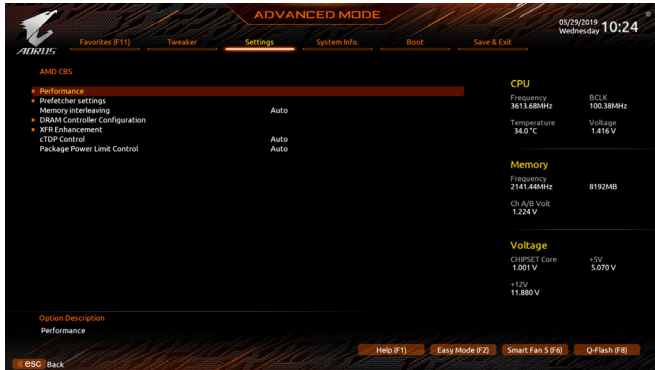 ADVANCED MODE
05/29/2019 Wednesday 10:24
AORUS
Favorites (F11) Tweaker Settings System Info. Boot Save & Exit
AMD CBS
Performance
Prefetcher settings
Memory interleaving Auto
DRAM Controller Configuration
XFR Enhancement
cTDP Control Auto
Package Power Limit Control Auto
CPU
Frequency BCLK
3613.68MHz 100.38MHz
Temperature Voltage
34.0 °C 1.416 V
Memory
Frequency
2141.44MHz 8192MB
Ch A/B Volt
1.224 V
Voltage
CHIPSET Core +5V
1.001 V 5.070 V
+12V
11.880 V
Option Description
Performance
Help (F1) Easy Mode (F2) Smart Fan 5 (F6) Q-Flash (F8)
esc Back